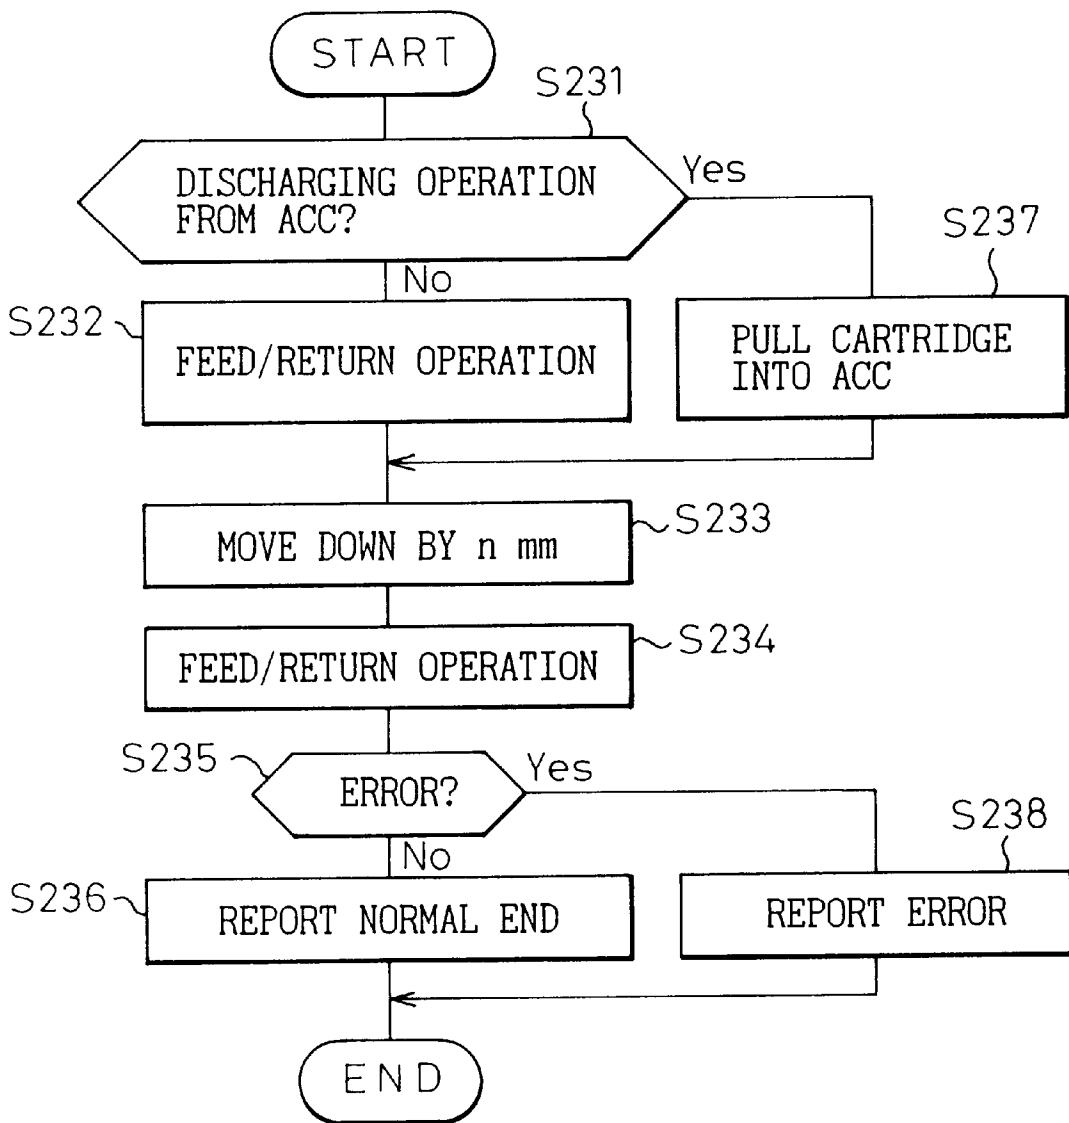 START
S231
DISCHARGING OPERATION
FROM ACC?
Yes
No
S237
S232
FEED/RETURN OPERATION
PULL CARTRIDGE
INTO ACC
S233
MOVE DOWN BY n mm
S234
FEED/RETURN OPERATION
S235
ERROR?
Yes
No
S238
S236
REPORT NORMAL END
REPORT ERROR
END